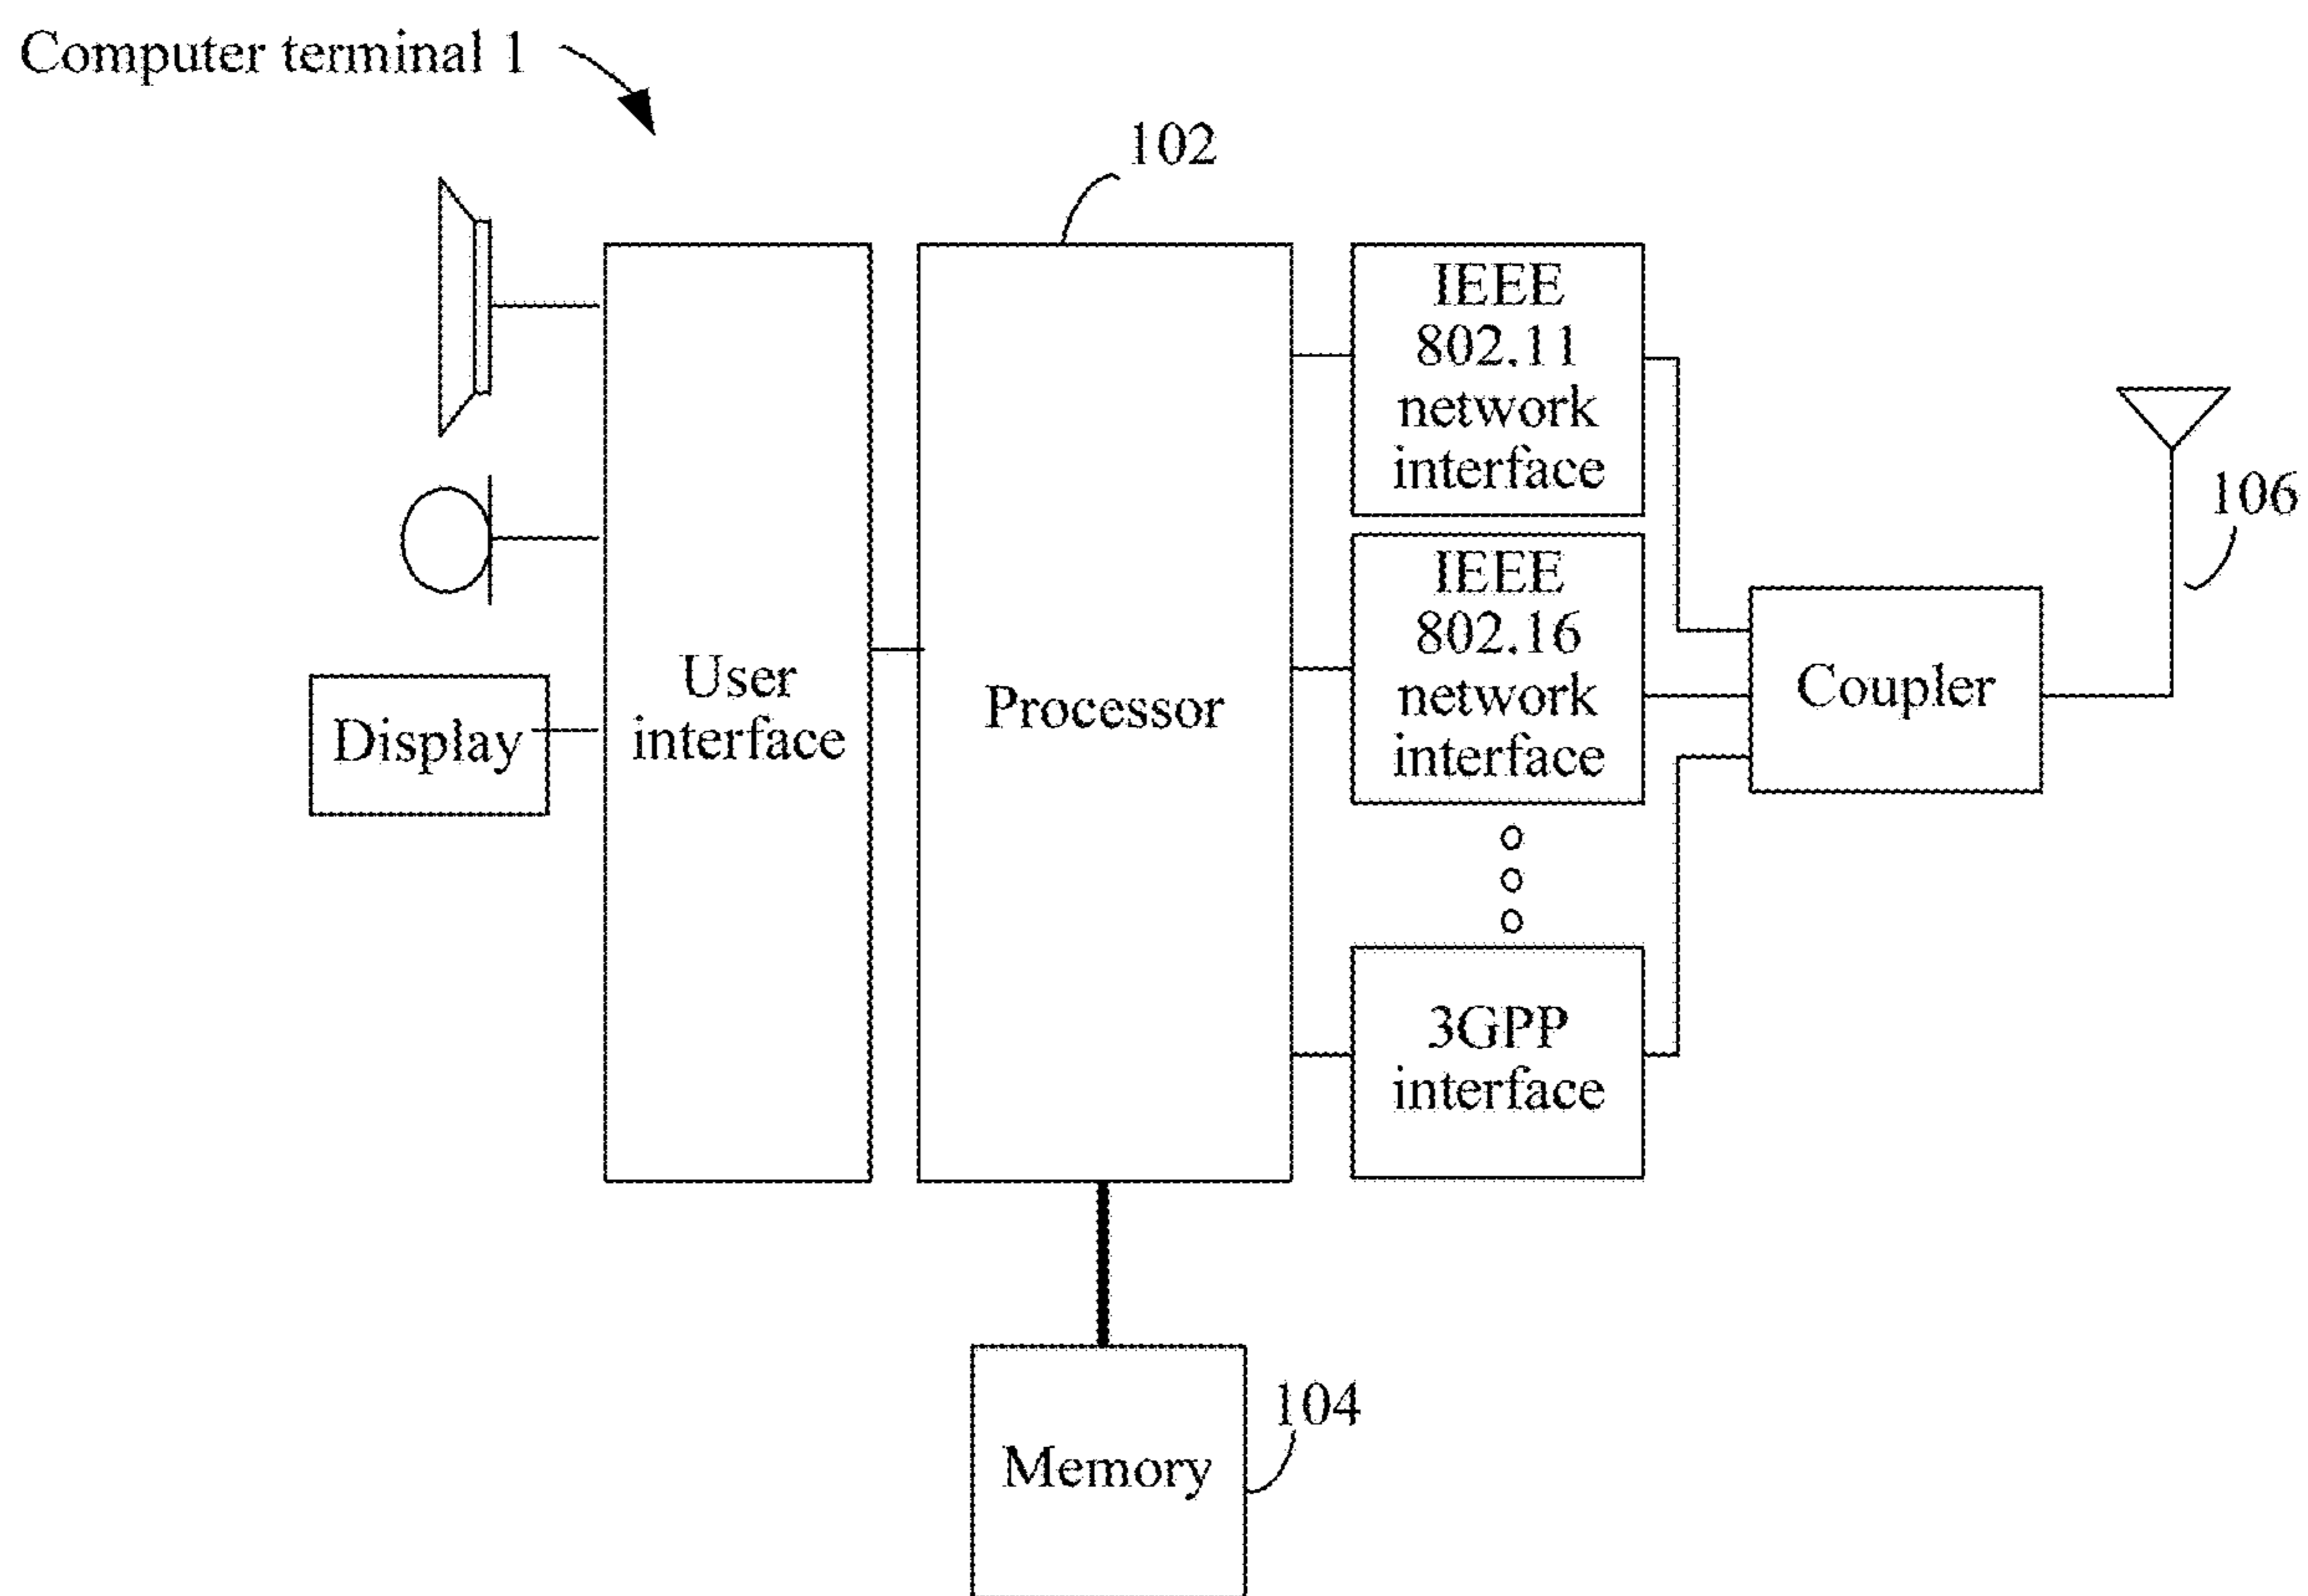 Computer terminal 1
102
IEEE
802.11
network
interface
106
IEEE
802.16
network
interface
User
interface
Processor
Coupler
Display
3GPP
interface
104
Memory